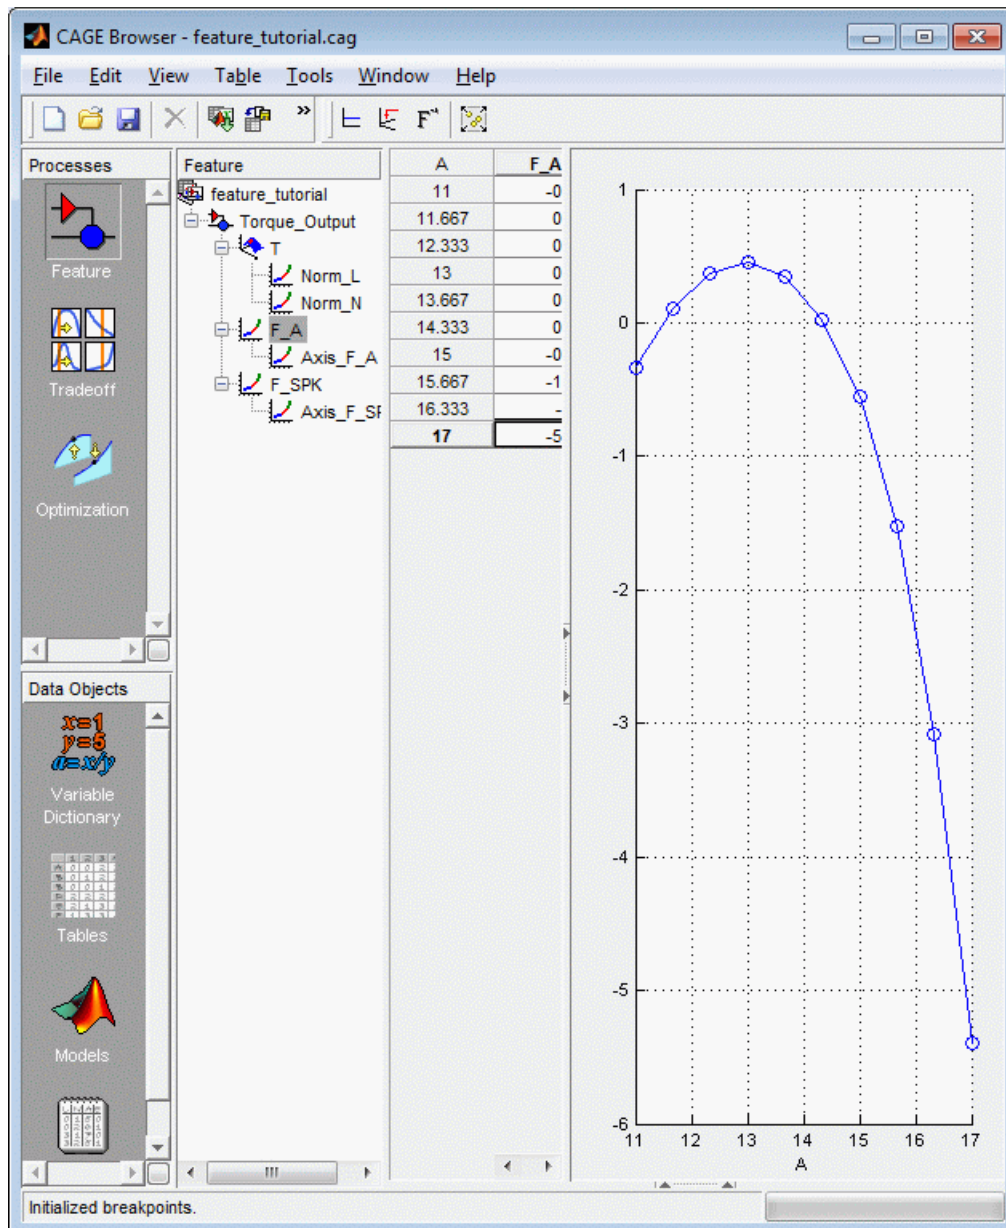 CAGE Browser - feature_tutorial.cag
File Edit View Table Tools Window Help
Processes
Feature
Tradeoff
Optimization
Data Objects
x=1
y=5
a=x/y
Variable
Dictionary
Tables
Models
Feature
feature_tutorial
Torque_Output
T
Norm_L
Norm_N
F_A
Axis_F_A
F_SPK
Axis_F_SF
A F_A
11 -0
11.667 0
12.333 0
13 0
13.667 0
14.333 0
15 -0
15.667 -1
16.333 -
17 -5
1
0
-1
-2
-3
-4
-5
-6
11 12 13 14 15 16 17
A
Initialized breakpoints.